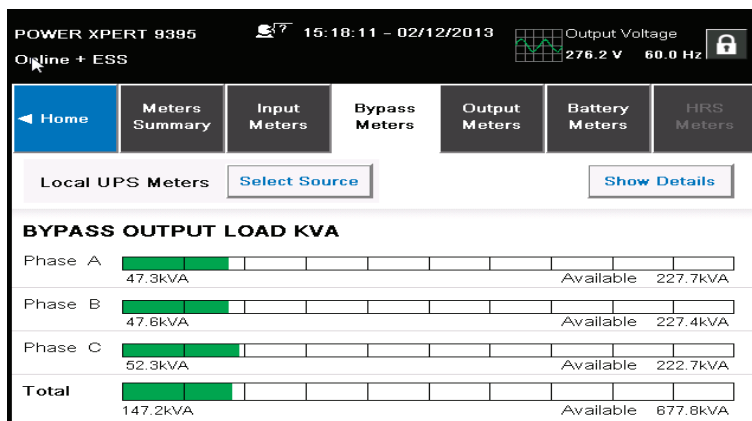 POWER XPERT 9395
? 15:18:11 - 02/12/2013
Output Voltage
Online + ESS
276.2 V 60.0 Hz
◄ Home
Meters
Summary
Input
Meters
Bypass
Meters
Output
Meters
Battery
Meters
HRS
Meters
Local UPS Meters
Select Source
Show Details
BYPASS OUTPUT LOAD KVA
Phase A
47.3kVA Available 227.7kVA
Phase B
47.6kVA Available 227.4kVA
Phase C
52.3kVA Available 222.7kVA
Total
147.2kVA Available 677.8kVA